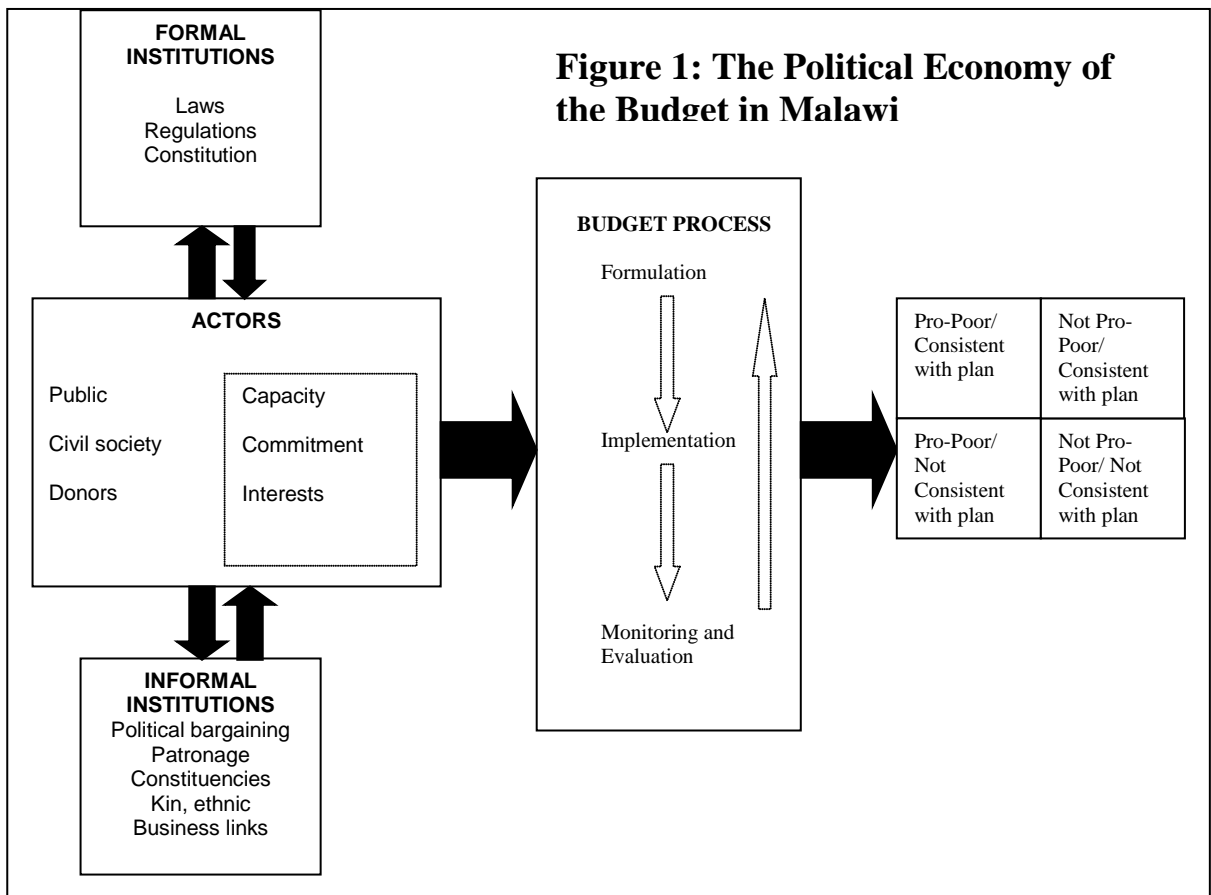 FORMAL
INSTITUTIONS
Laws
Regulations
Constitution
Figure 1: The Political Economy of
the Budget in Malawi
ACTORS
Public
Civil society
Donors
Capacity
Commitment
Interests
INFORMAL
INSTITUTIONS
Political bargaining
Patronage
Constituencies
Kin, ethnic
Business links
BUDGET PROCESS
Formulation
Implementation
Monitoring and
Evaluation
Pro-Poor/
Consistent
with plan
Not Pro-
Poor/
Consistent
with plan
Pro-Poor/
Not
Consistent
with plan
Not Pro-
Poor/ Not
Consistent
with plan